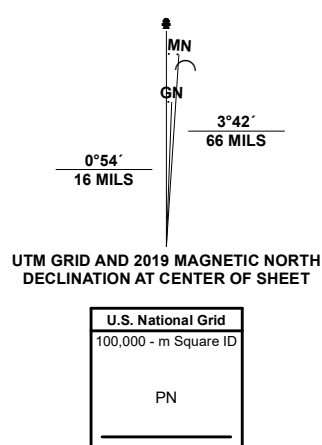 MN
GN
3°42´
66 MILS
0°54´
16 MILS
UTM GRID AND 2019 MAGNETIC NORTH
DECLINATION AT CENTER OF SHEET
U.S. National Grid
100,000 - m Square ID
PN